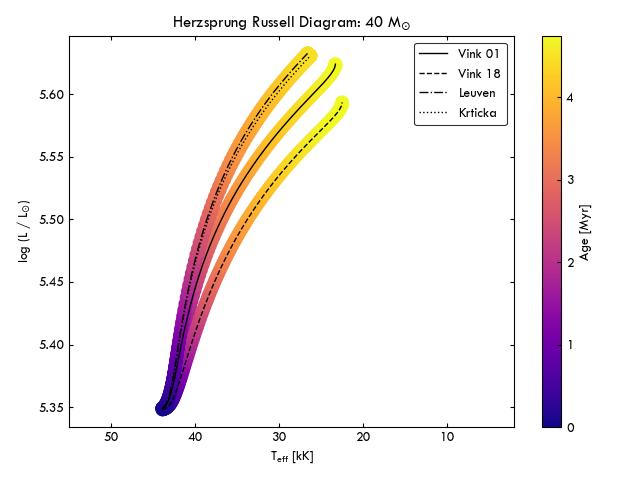 Herzsprung Russell Diagram: 40 M⊙
Vink 01
Vink 18
Leuven
Krticka
log (L / L⊙)
5.60
5.55
5.50
5.45
5.40
5.35
50 40 30 20 10
T_eff [kK]
4
3
2
1
0
Age [Myr]